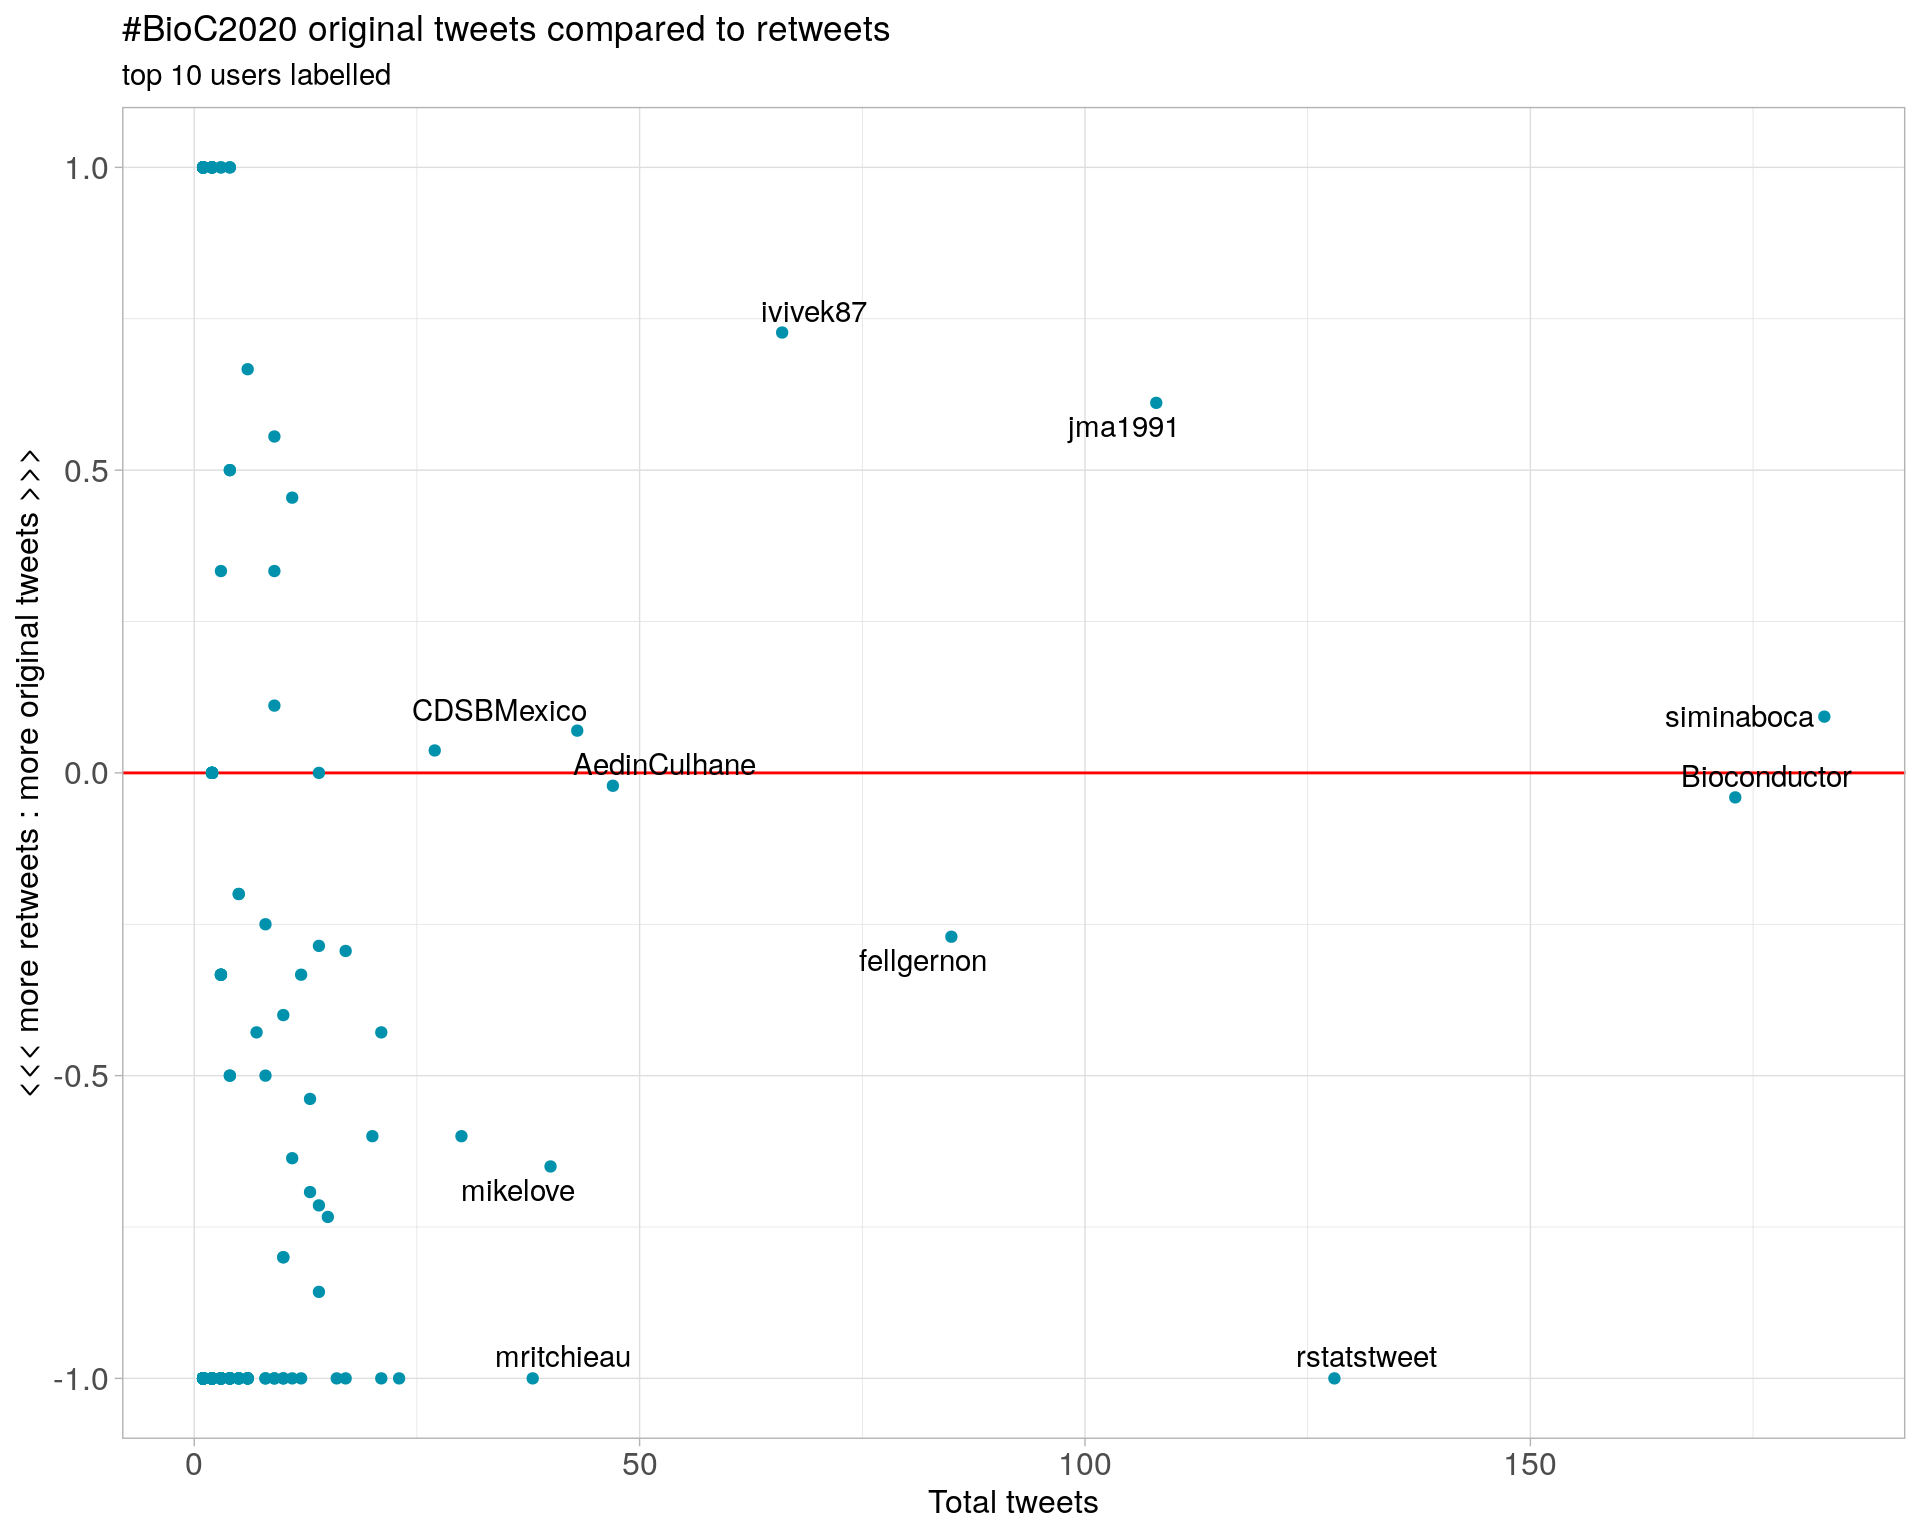 #BioC2020 original tweets compared to retweets
top 10 users labelled
<<< more retweets : more original tweets >>>
1.0
0.5
0.0
-0.5
-1.0
ivivek87
jma1991
CDSBMexico
siminaboca
AedinCulhane
Bioconductor
fellgernon
mikelove
mritchieau
rstatstweet
0
50
100
150
Total tweets